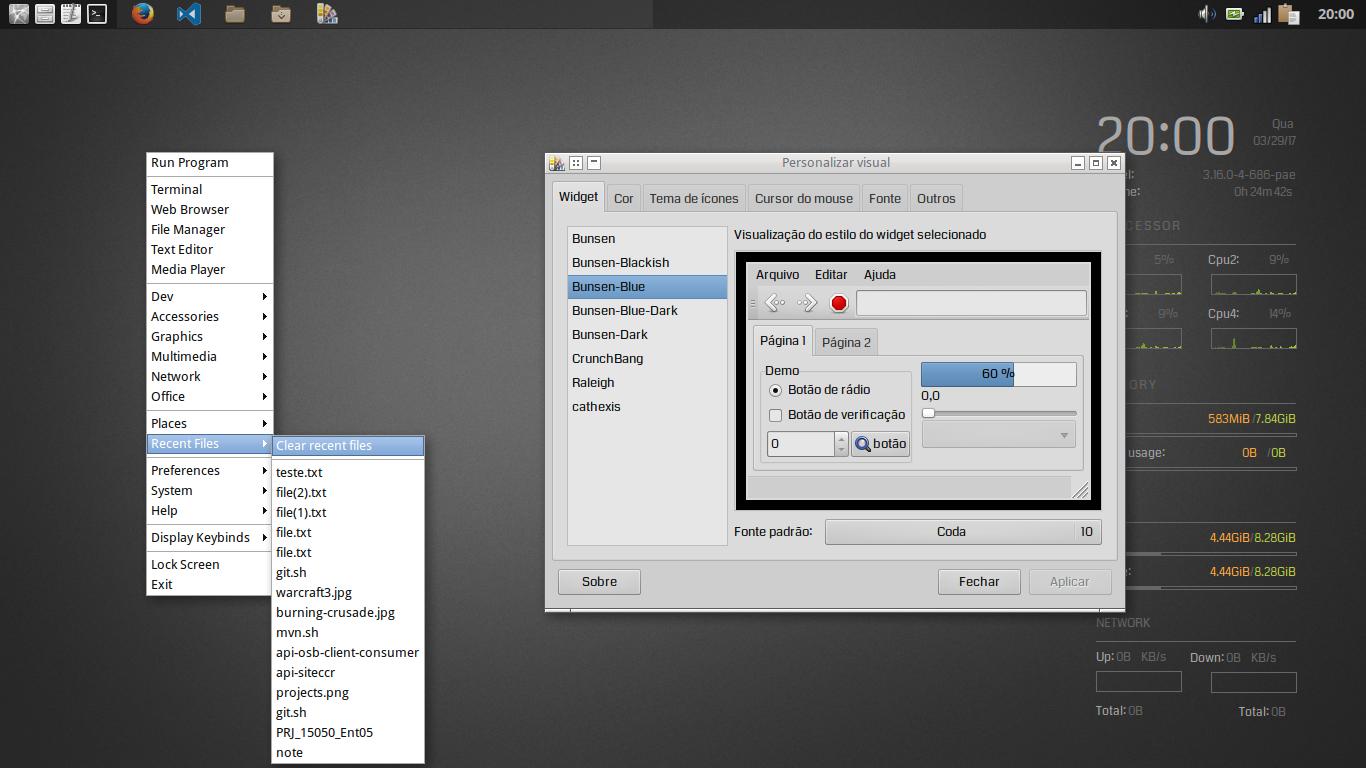 20:00
Run Program
Terminal
Web Browser
File Manager
Text Editor
Media Player
Dev
Accessories
Graphics
Multimedia
Network
Office
Places
Recent Files
Preferences
System
Help
Display Keybinds
Lock Screen
Exit
Clear recent files
teste.txt
file(2).txt
file(1).txt
file.txt
file.txt
git.sh
warcraft3.jpg
burning-crusade.jpg
mvn.sh
api-osb-client-consumer
api-siteccr
projects.png
git.sh
PRJ_15050_Ent05
note
Personalizar visual
Widget Cor Tema de ícones Cursor do mouse Fonte Outros
Bunsen
Bunsen-Blackish
Bunsen-Blue
Bunsen-Blue-Dark
Bunsen-Dark
CrunchBang
Raleigh
cathexis
Visualização do estilo do widget selecionado
Arquivo Editar Ajuda
Página 1 Página 2
Demo
Botão de rádio
Botão de verificação
0 botão
60 %
0,0
Fonte padrão: Coda 10
Sobre Fechar Aplicar
20:00
Qua
03/29/17
el: 3.16.0-4-686-pae
me: 0h 24m 42s
CESSOR
5% Cpu2: 9%
: 9% Cpu4: 14%
ORY
583MiB /7.84GiB
usage: 0B /0B
4.44GiB/8.28GiB
: 4.44GiB/8.28GiB
NETWORK
Up: 0B KB/s Down: 0B KB/s
Total: 0B Total: 0B